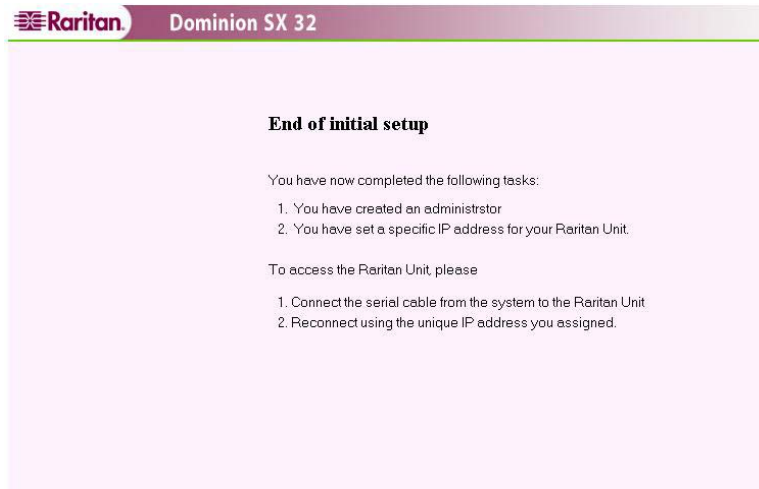 Raritan. Dominion SX 32
End of initial setup
You have now completed the following tasks:
1. You have created an administrstor
2. You have set a specific IP address for your Raritan Unit.
To access the Raritan Unit, please
1. Connect the serial cable from the system to the Raritan Unit
2. Reconnect using the unique IP address you assigned.